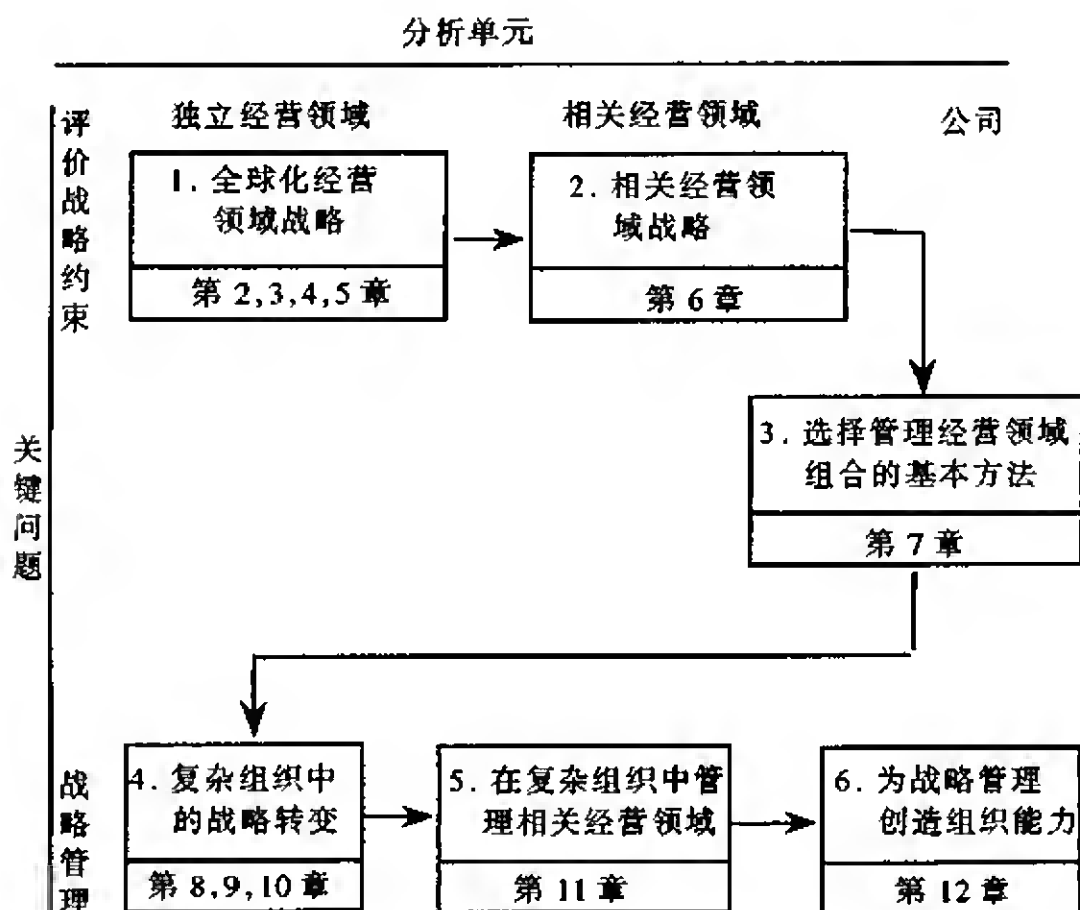 分析单元
独立经营领域
相关经营领域
公司
评价战略约束
1. 全球化经营
领域战略
第 2,3,4,5 章
2. 相关经营领
域战略
第 6 章
3. 选择管理经营领域
组合的基本方法
第 7 章
关键问题
战略管理
4. 复杂组织中
的战略转变
第 8,9,10 章
5. 在复杂组织中管
理相关经营领域
第 11 章
6. 为战略管理
创造组织能力
第 12 章